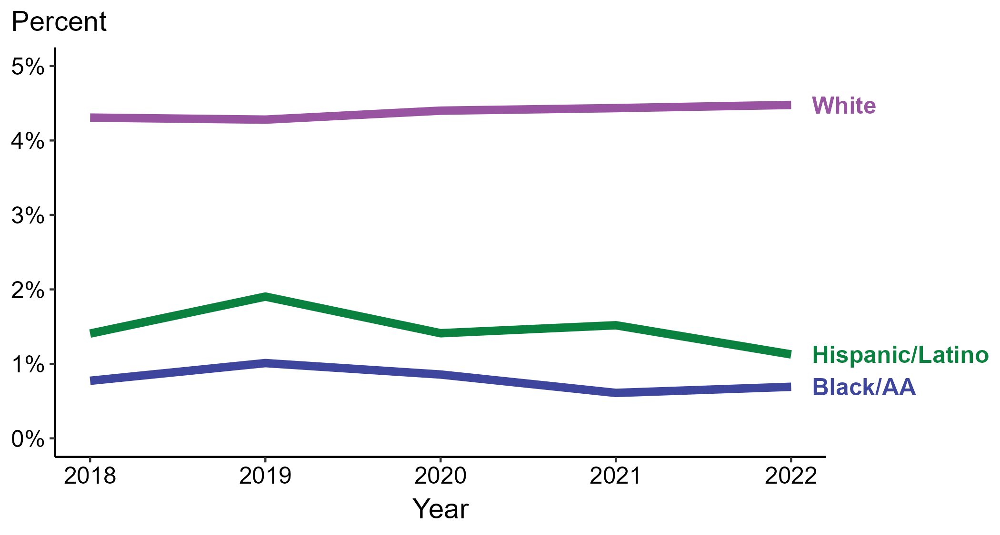 Percent
5%
4%
3%
2%
1%
0%
White
Hispanic/Latino
Black/AA
2018 2019 2020 2021 2022
Year